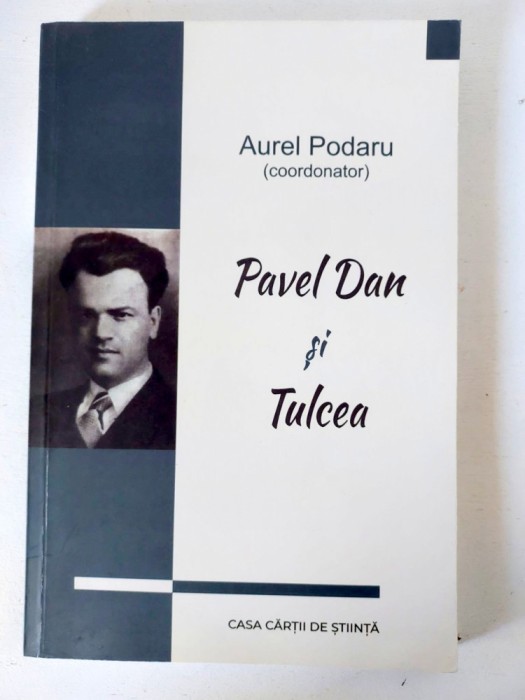 Aurel Podaru
(coordonator)
Pavel Dan
și
Tulcea
CASA CĂRȚII DE ȘTIINȚĂ